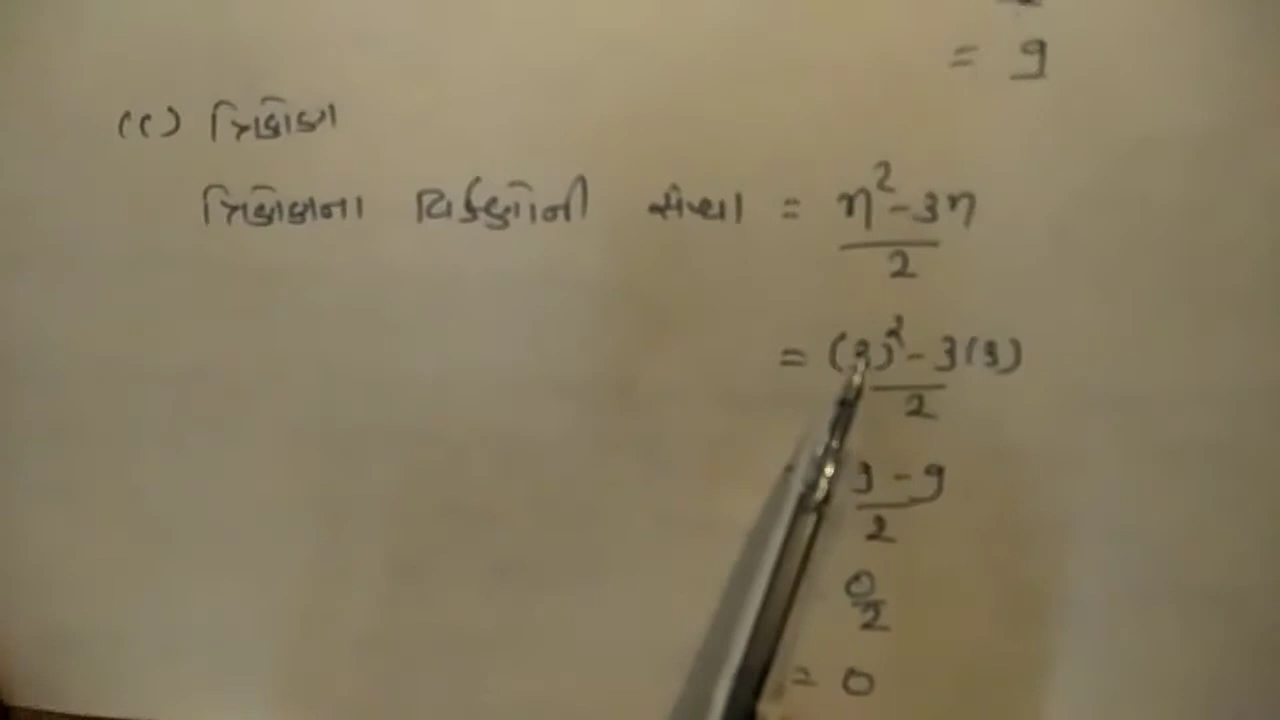 = 9
(c) ત્રિકોણ
ત્રિકોણના વિકર્ણોની સંખ્યા = n² - 3n
2
= (3)² - 3(3)
2
9 - 9
2
0
2
= 0